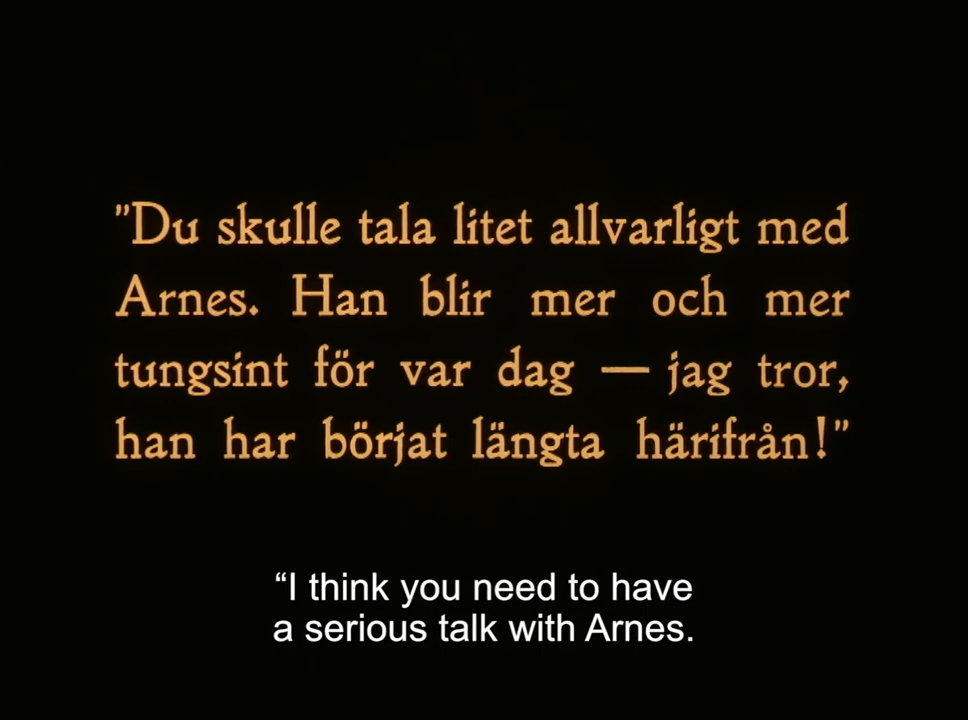 "Du skulle tala litet allvarligt med
Arnes. Han blir mer och mer
tungsint för var dag — jag tror,
han har börjat längta härifrån!"
“I think you need to have
a serious talk with Arnes.